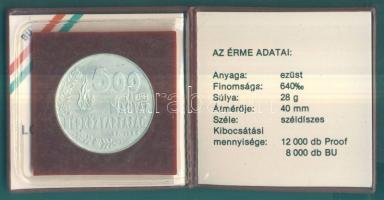 500
AZ ÉRME ADATAI:
Anyaga: ezüst
Finomsága: 640‰
Súlya: 28 g
Átmérője: 40 mm
Széle: széldíszes
Kibocsátási
mennyisége: 12 000 db Proof
8 000 db BU